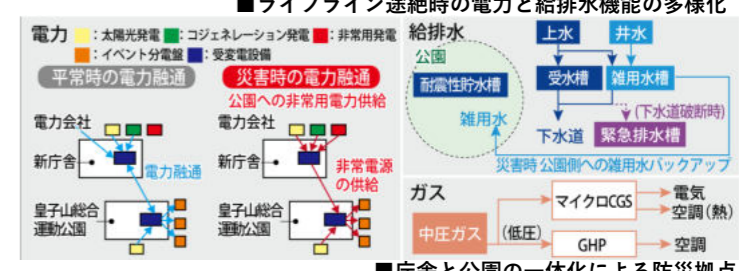 ■ライフライン途絶時の電力と給排水機能の多様化
電力 :太陽光発電 :コジェネレーション発電 :非常用発電
:イベント分電盤 :受変電設備
平常時の電力融通
災害時の電力融通
公園への非常用電力供給
電力会社
新庁舎
電力融通
皇子山総合
運動公園
電力会社
新庁舎
非常電源
の供給
皇子山総合
運動公園
給排水
公園
耐震性貯水槽
雑用水
上水
井水
受水槽
雑用水槽
(下水道破断時)
下水道
緊急排水槽
災害時 公園側への雑用水バックアップ
ガス
中圧ガス
(低圧)
マイクロCGS
電気
空調(熱)
GHP
空調
■庁舎と公園の一体化による防災拠点